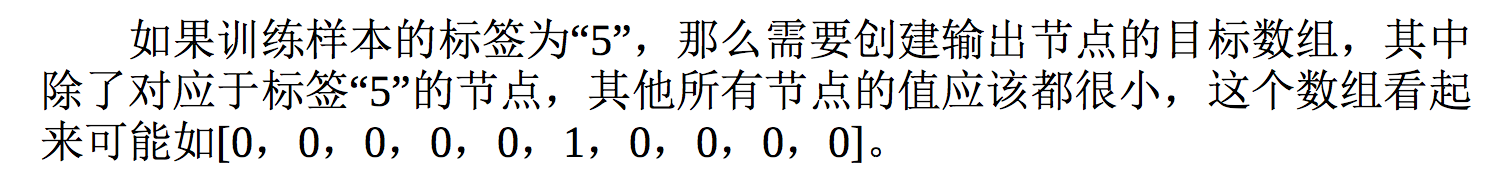 如果训练样本的标签为“5”，那么需要创建输出节点的目标数组，其中
除了对应于标签“5”的节点，其他所有节点的值应该都很小，这个数组看起
来可能如[0，0，0，0，0，1，0，0，0，0]。